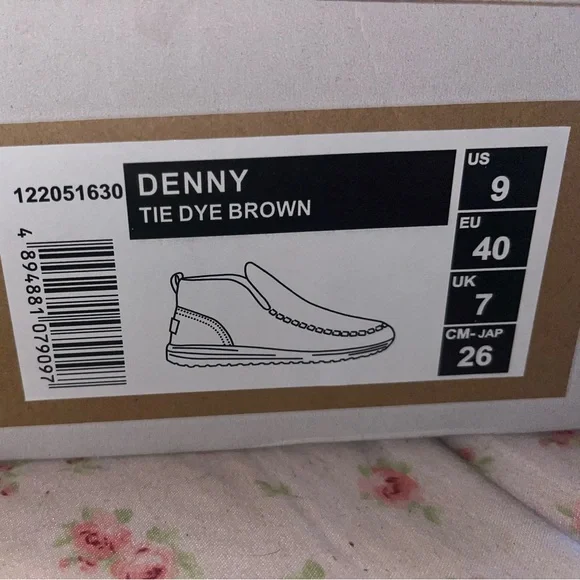 122051630
4 894881 079097
DENNY
TIE DYE BROWN
US
9
EU
40
UK
7
CM-JAP
26